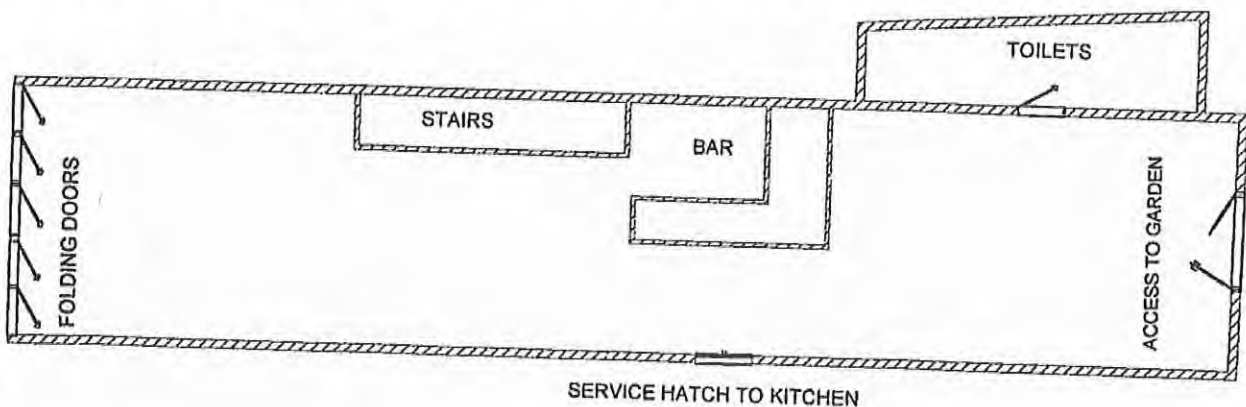 TOILETS
STAIRS
BAR
FOLDING DOORS
ACCESS TO GARDEN
SERVICE HATCH TO KITCHEN